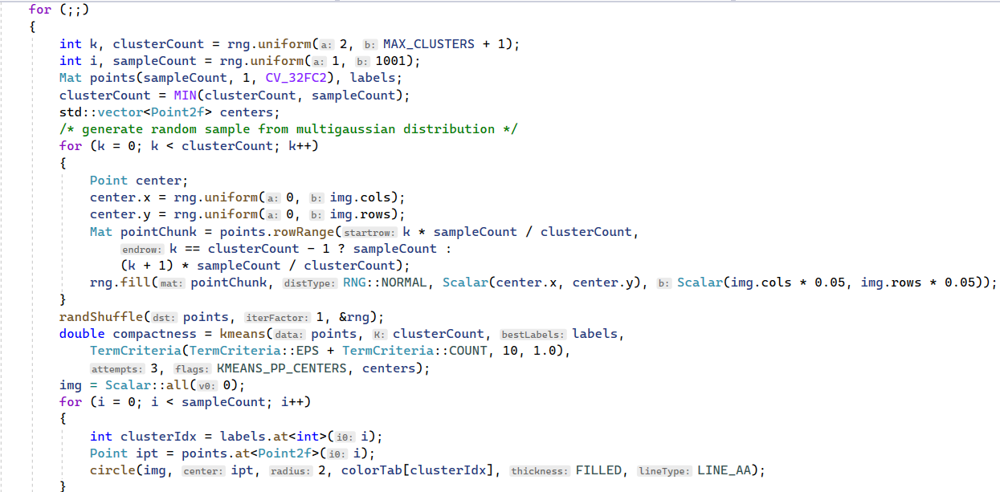 for (;;)
{
int k, clusterCount = rng.uniform(a: 2, b: MAX_CLUSTERS + 1);
int i, sampleCount = rng.uniform(a: 1, b: 1001);
Mat points(sampleCount, 1, CV_32FC2), labels;
clusterCount = MIN(clusterCount, sampleCount);
std::vector<Point2f> centers;
/* generate random sample from multigaussian distribution */
for (k = 0; k < clusterCount; k++)
{
Point center;
center.x = rng.uniform(a: 0, b: img.cols);
center.y = rng.uniform(a: 0, b: img.rows);
Mat pointChunk = points.rowRange(startrow: k * sampleCount / clusterCount,
endrow: k == clusterCount - 1 ? sampleCount :
(k + 1) * sampleCount / clusterCount);
rng.fill(mat: pointChunk, distType: RNG::NORMAL, Scalar(center.x, center.y), b: Scalar(img.cols * 0.05, img.rows * 0.05));
}
randShuffle(dst: points, iterFactor: 1, &rng);
double compactness = kmeans(data: points, K: clusterCount, bestLabels: labels,
TermCriteria(TermCriteria::EPS + TermCriteria::COUNT, 10, 1.0),
attempts: 3, flags: KMEANS_PP_CENTERS, centers);
img = Scalar::all(v0: 0);
for (i = 0; i < sampleCount; i++)
{
int clusterIdx = labels.at<int>(i0: i);
Point ipt = points.at<Point2f>(i0: i);
circle(img, center: ipt, radius: 2, colorTab[clusterIdx], thickness: FILLED, lineType: LINE_AA);
}